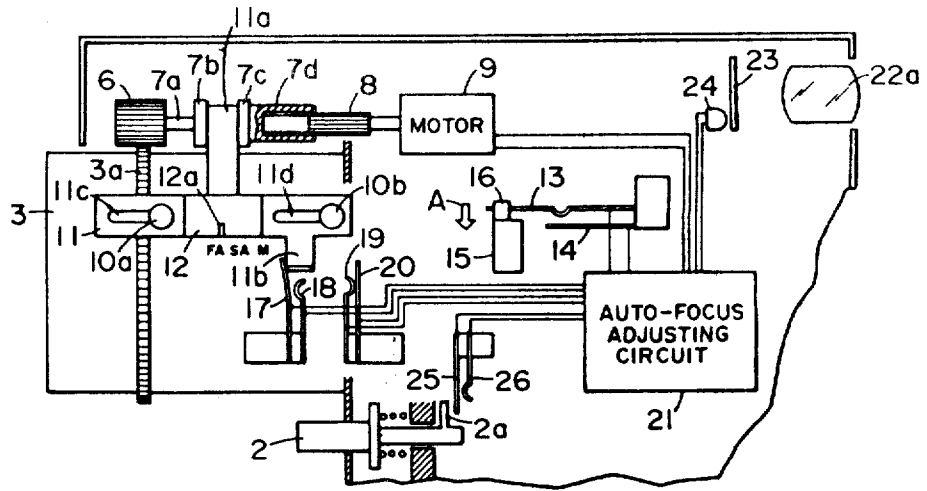 11a
6
7a
7b
7c
7d
8
9
MOTOR
24
23
22a
3a
12a
11c
11d
10b
3
11
10a
12
FA SA M
11b
17
18
19
20
A
16
13
15
14
AUTO-FOCUS
ADJUSTING
CIRCUIT
21
25
26
2
2a